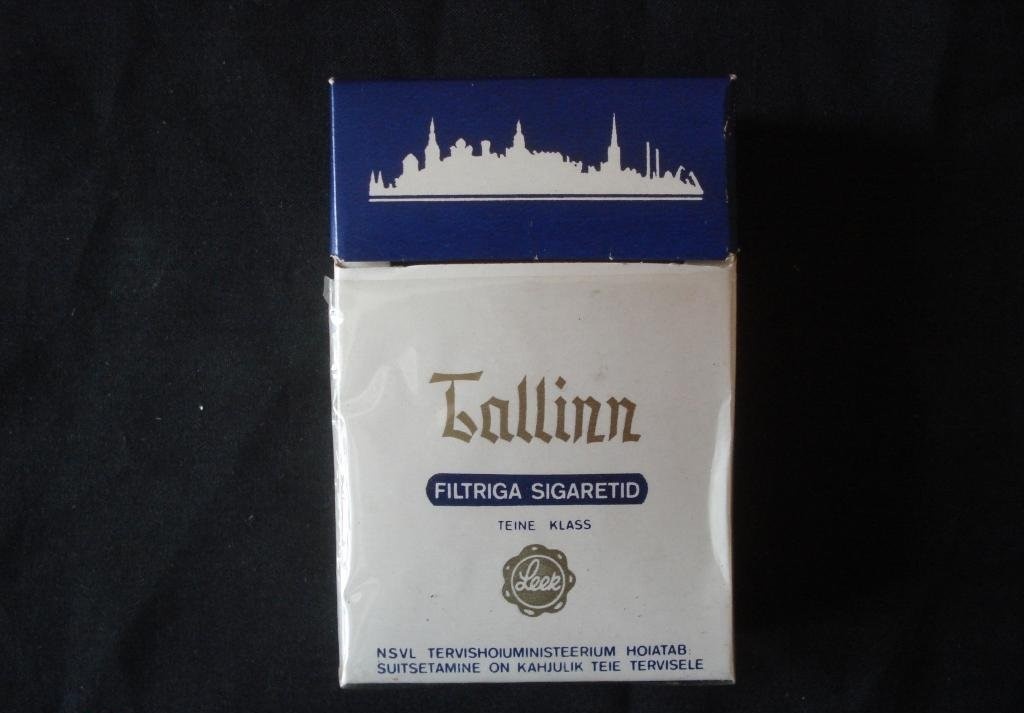 Tallinn
FILTRIGA SIGARETID
TEINE KLASS
Leek
NSVL TERVISHOIUMINISTEERIUM HOIATAB:
SUITSETAMINE ON KAHJULIK TEIE TERVISELE